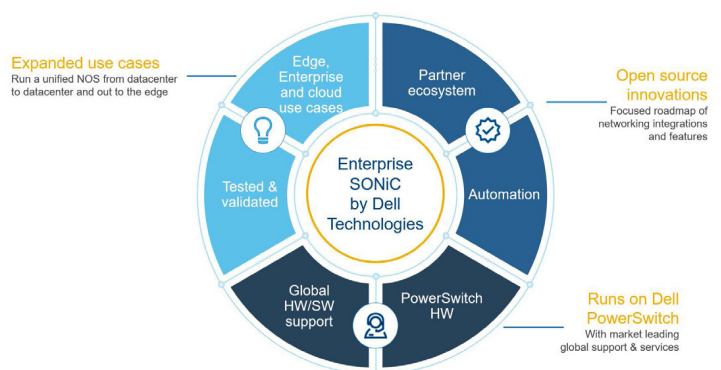 Expanded use cases
Run a unified NOS from datacenter
to datacenter and out to the edge
Edge,
Enterprise
and cloud
use cases
Partner
ecosystem
Open source
innovations
Focused roadmap of
networking integrations
and features
Tested &
validated
Enterprise
SONiC
by Dell
Technologies
Automation
Global
HW/SW
support
PowerSwitch
HW
Runs on Dell
PowerSwitch
With market leading
global support & services